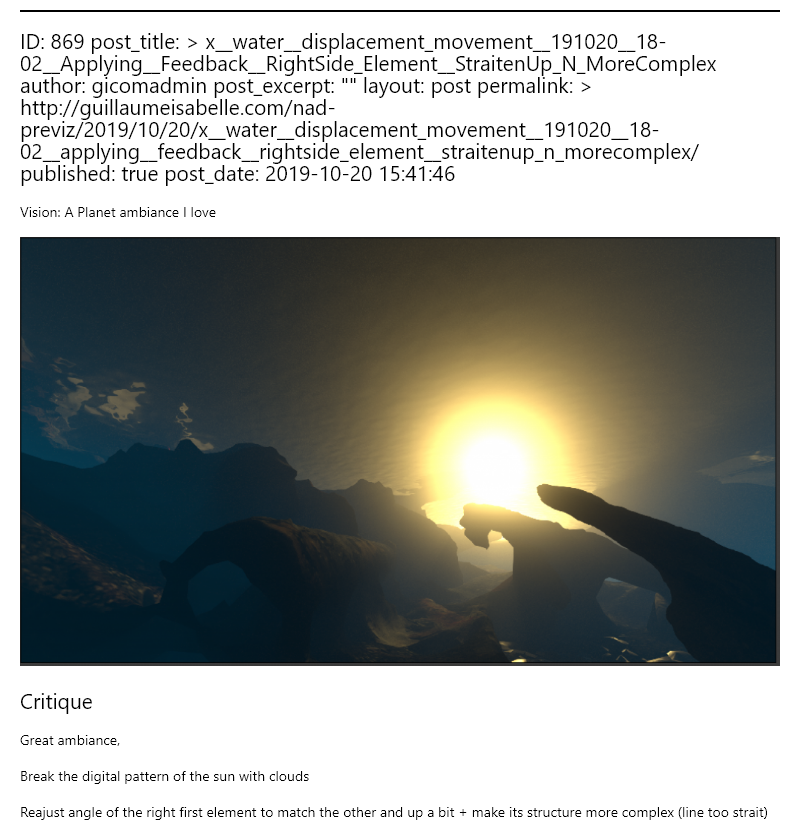 ID: 869 post_title: > x__water__displacement_movement__191020__18-
02__Applying__Feedback__RightSide_Element__StraitenUp_N_MoreComplex
author: gicomadmin post_excerpt: "" layout: post permalink: >
http://guillaumeisabelle.com/nad-
previz/2019/10/20/x__water__displacement_movement__191020__18-
02__applying__feedback__rightside_element__straitenup_n_morecomplex/
published: true post_date: 2019-10-20 15:41:46
Vision: A Planet ambiance I love
Critique
Great ambiance,
Break the digital pattern of the sun with clouds
Reajust angle of the right first element to match the other and up a bit + make its structure more complex (line too strait)